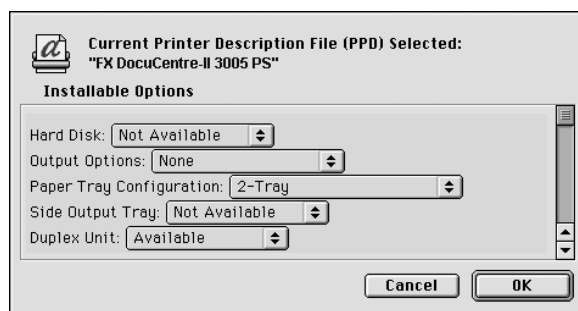 Current Printer Description File (PPD) Selected:
"FX DocuCentre-II 3005 PS"
Installable Options
Hard Disk: Not Available
Output Options: None
Paper Tray Configuration: 2-Tray
Side Output Tray: Not Available
Duplex Unit: Available
Cancel OK